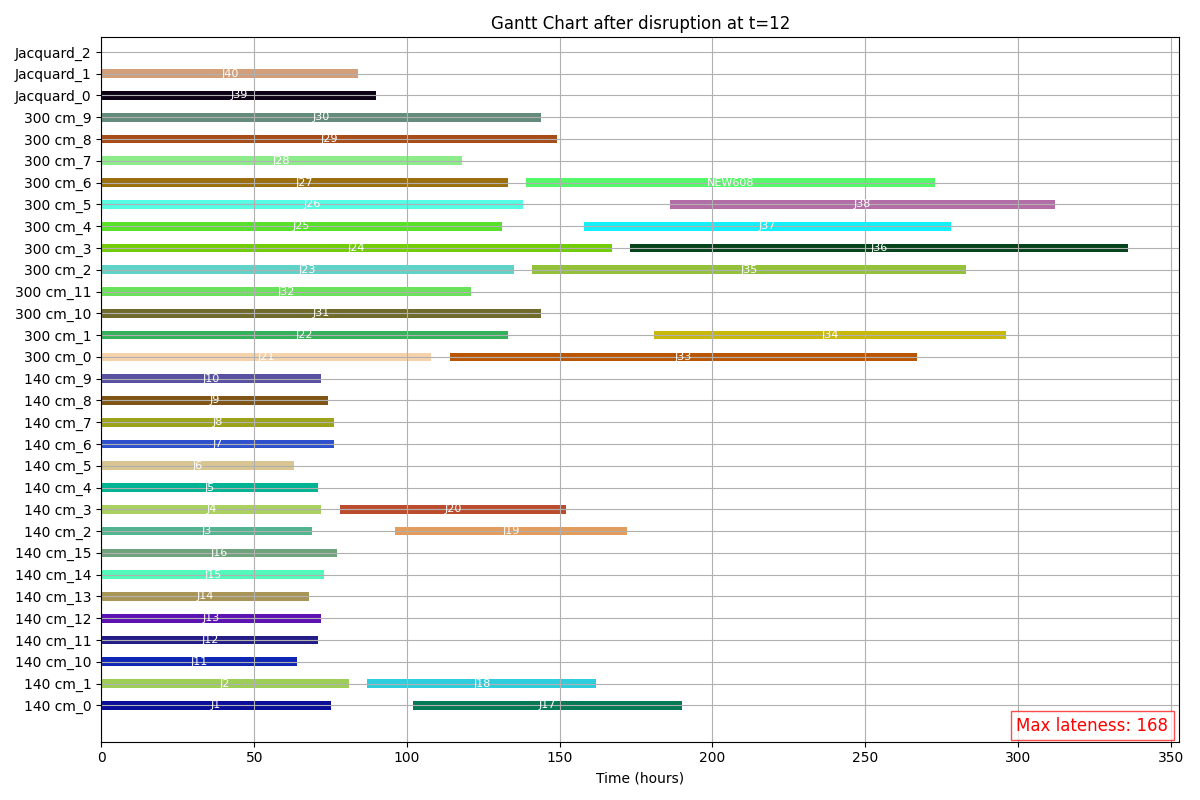 Gantt Chart after disruption at t=12
Jacquard_2
Jacquard_1 J40
Jacquard_0 J39
300 cm_9 J30
300 cm_8 J29
300 cm_7 J28
300 cm_6 J27 NEW608
300 cm_5 J26 J38
300 cm_4 J25 J37
300 cm_3 J24 J36
300 cm_2 J23 J35
300 cm_11 J32
300 cm_10 J31
300 cm_1 J22 J34
300 cm_0 J21 J33
140 cm_9 J10
140 cm_8 J9
140 cm_7 J8
140 cm_6 J7
140 cm_5 J6
140 cm_4 J5
140 cm_3 J4 J20
140 cm_2 J3 J19
140 cm_15 J16
140 cm_14 J15
140 cm_13 J14
140 cm_12 J13
140 cm_11 J12
140 cm_10 J11
140 cm_1 J2 J18
140 cm_0 J1 J17
Max lateness: 168
0 50 100 150 200 250 300 350
Time (hours)